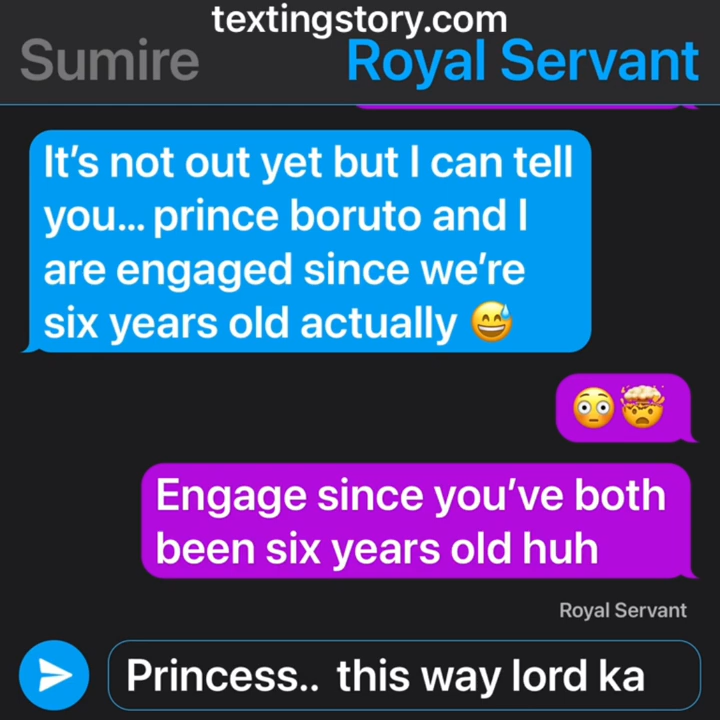 textingstory.com
Sumire Royal Servant
It’s not out yet but I can tell
you... prince boruto and I
are engaged since we’re
six years old actually 😅
😳🤯
Engage since you’ve both
been six years old huh
Royal Servant
Princess.. this way lord ka